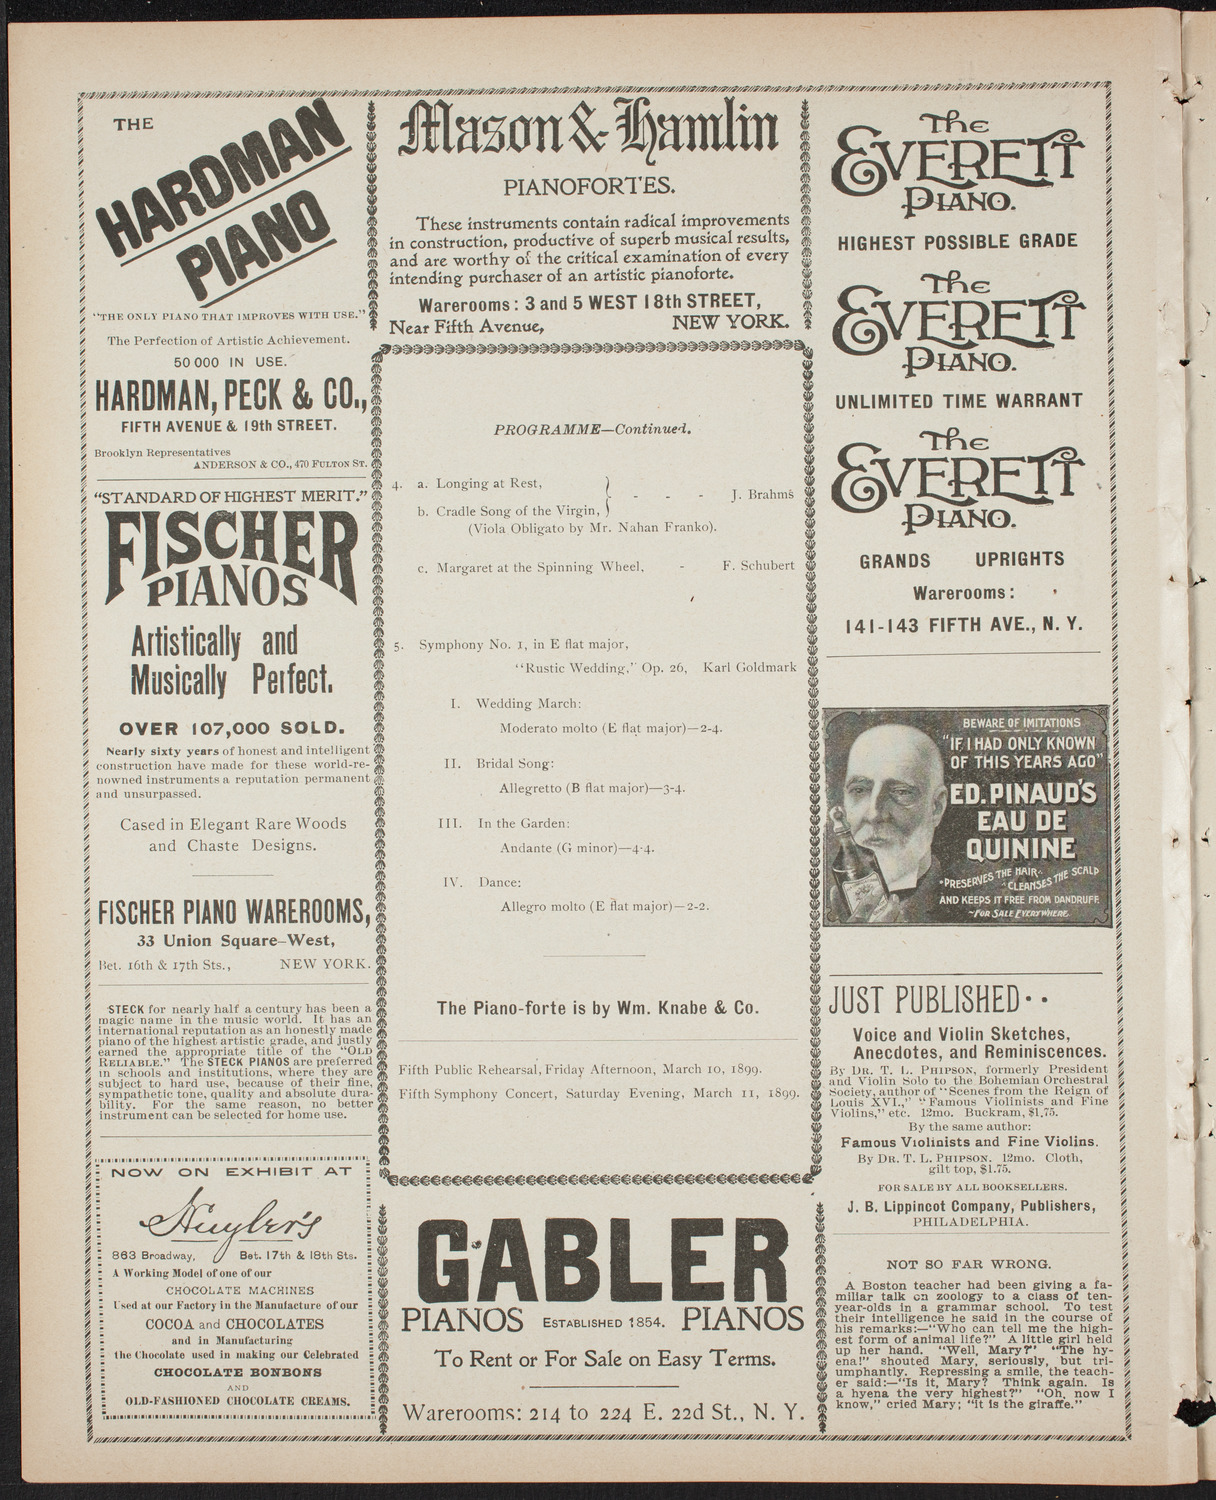 THE
HARDMAN
PIANO
"THE ONLY PIANO THAT IMPROVES WITH USE."
The Perfection of Artistic Achievement.
50 000 IN USE.
HARDMAN, PECK & CO.,
FIFTH AVENUE & 19th STREET.
Brooklyn Representatives
ANDERSON & CO., 470 FULTON ST.
"STANDARD OF HIGHEST MERIT."
FISCHER
PIANOS
Artistically and
Musically Perfect.
OVER 107,000 SOLD.
Nearly sixty years of honest and intelligent
construction have made for these world-re-
nowned instruments a reputation permanent
and unsurpassed.
Cased in Elegant Rare Woods
and Chaste Designs.
FISCHER PIANO WAREROOMS,
33 Union Square-West,
Bet. 16th & 17th Sts., NEW YORK.
STECK for nearly half a century has been a
magic name in the music world. It has an
international reputation as an honestly made
piano of the highest artistic grade, and justly
earned the appropriate title of the "OLD
RELIABLE." The STECK PIANOS are preferred
in schools and institutions, where they are
subject to hard use, because of their fine,
sympathetic tone, quality and absolute dura-
bility. For the same reason, no better
instrument can be selected for home use.
NOW ON EXHIBIT AT
Huyler's
863 Broadway, Bet. 17th & 18th Sts.
A Working Model of one of our
CHOCOLATE MACHINES
Used at our Factory in the Manufacture of our
COCOA and CHOCOLATES
and in Manufacturing
the Chocolate used in making our Celebrated
CHOCOLATE BONBONS
AND
OLD-FASHIONED CHOCOLATE CREAMS.
Mason & Hamlin
PIANOFORTES.
These instruments contain radical improvements
in construction, productive of superb musical results,
and are worthy of the critical examination of every
intending purchaser of an artistic pianoforte.
Warerooms: 3 and 5 WEST 18th STREET,
Near Fifth Avenue, NEW YORK.
PROGRAMME—Continued.
4. a. Longing at Rest,
b. Cradle Song of the Virgin, } - - - J. Brahms
(Viola Obligato by Mr. Nahan Franko).
c. Margaret at the Spinning Wheel, - F. Schubert
5. Symphony No. 1, in E flat major,
"Rustic Wedding," Op. 26, Karl Goldmark
I. Wedding March:
Moderato molto (E flat major)—2-4.
II. Bridal Song:
Allegretto (B flat major)—3-4.
III. In the Garden:
Andante (G minor)—4-4.
IV. Dance:
Allegro molto (E flat major)—2-2.
The Piano-forte is by Wm. Knabe & Co.
Fifth Public Rehearsal, Friday Afternoon, March 10, 1899.
Fifth Symphony Concert, Saturday Evening, March 11, 1899.
GABLER
PIANOS ESTABLISHED 1854. PIANOS
To Rent or For Sale on Easy Terms.
Warerooms: 214 to 224 E. 22d St., N. Y.
The
EVERETT
PIANO.
HIGHEST POSSIBLE GRADE
The
EVERETT
PIANO.
UNLIMITED TIME WARRANT
The
EVERETT
PIANO.
GRANDS UPRIGHTS
Warerooms:
141-143 FIFTH AVE., N. Y.
BEWARE OF IMITATIONS
"IF I HAD ONLY KNOWN
OF THIS YEARS AGO"
ED. PINAUD'S
EAU DE
QUININE
"PRESERVES THE HAIR"
"CLEANSES THE SCALP
AND KEEPS IT FREE FROM DANDRUFF.
~FOR SALE EVERYWHERE.
JUST PUBLISHED··
Voice and Violin Sketches,
Anecdotes, and Reminiscences.
By DR. T. L. PHIPSON, formerly President
and Violin Solo to the Bohemian Orchestral
Society, author of "Scenes from the Reign of
Louis XVI.," "Famous Violinists and Fine
Violins," etc. 12mo. Buckram, $1.75.
By the same author:
Famous Violinists and Fine Violins.
By DR. T. L. PHIPSON. 12mo. Cloth,
gilt top, $1.75.
FOR SALE BY ALL BOOKSELLERS.
J. B. Lippincot Company, Publishers,
PHILADELPHIA.
NOT SO FAR WRONG.
A Boston teacher had been giving a fa-
miliar talk on zoology to a class of ten-
year-olds in a grammar school. To test
their intelligence he said in the course of
his remarks:—"Who can tell me the high-
est form of animal life?" A little girl held
up her hand. "Well, Mary?" "The hy-
ena!" shouted Mary, seriously, but tri-
umphantly. Repressing a smile, the teach-
er said:—"Is it, Mary? Think again. Is
a hyena the very highest?" "Oh, now I
know," cried Mary; "it is the giraffe."